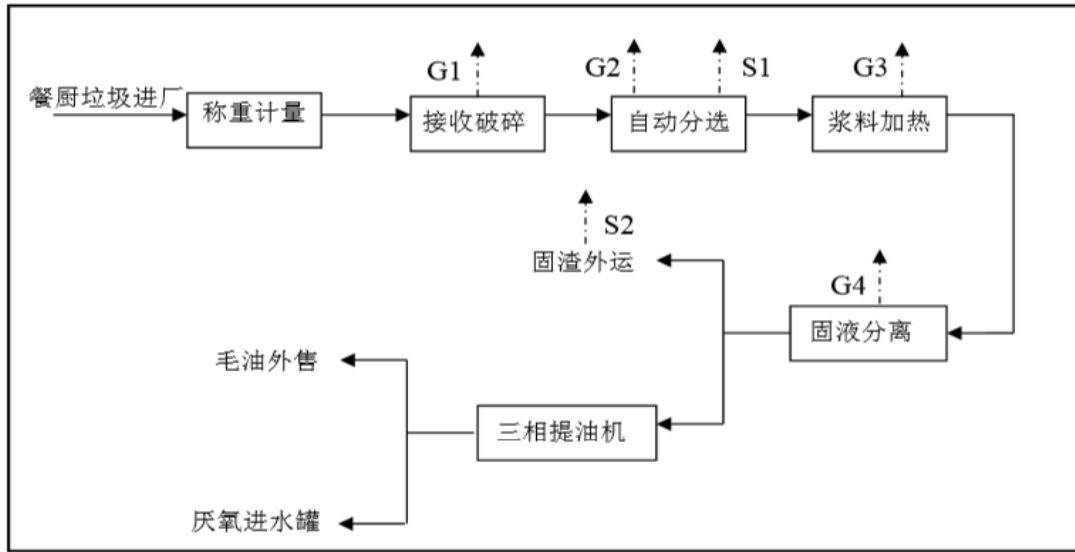 G1
G2
S1
G3
餐厨垃圾进厂
称重计量
接收破碎
自动分选
浆料加热
S2
固渣外运
G4
固液分离
毛油外售
三相提油机
厌氧进水罐